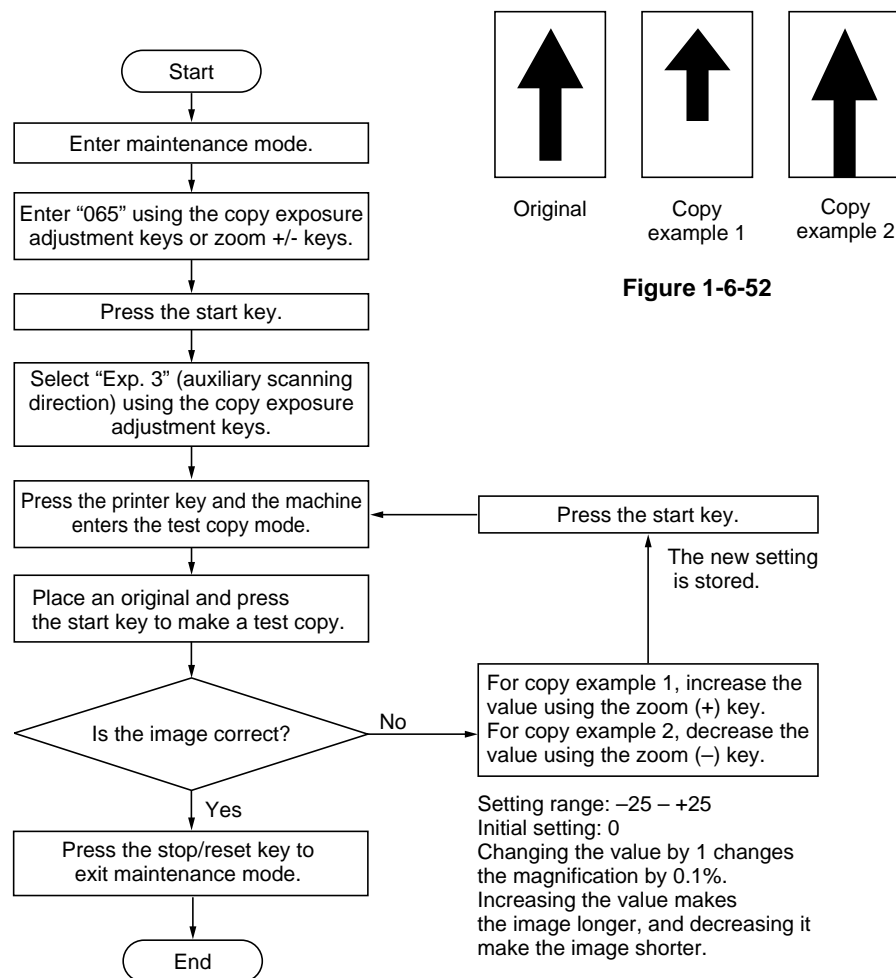 Start
Enter maintenance mode.
Enter “065” using the copy exposure
adjustment keys or zoom +/- keys.
Press the start key.
Select “Exp. 3” (auxiliary scanning
direction) using the copy exposure
adjustment keys.
Press the printer key and the machine
enters the test copy mode.
Place an original and press
the start key to make a test copy.
Is the image correct?
No
Yes
Press the stop/reset key to
exit maintenance mode.
End
Original
Copy
example 1
Copy
example 2
Figure 1-6-52
Press the start key.
The new setting
is stored.
For copy example 1, increase the
value using the zoom (+) key.
For copy example 2, decrease the
value using the zoom (–) key.
Setting range: –25 – +25
Initial setting: 0
Changing the value by 1 changes
the magnification by 0.1%.
Increasing the value makes
the image longer, and decreasing it
make the image shorter.